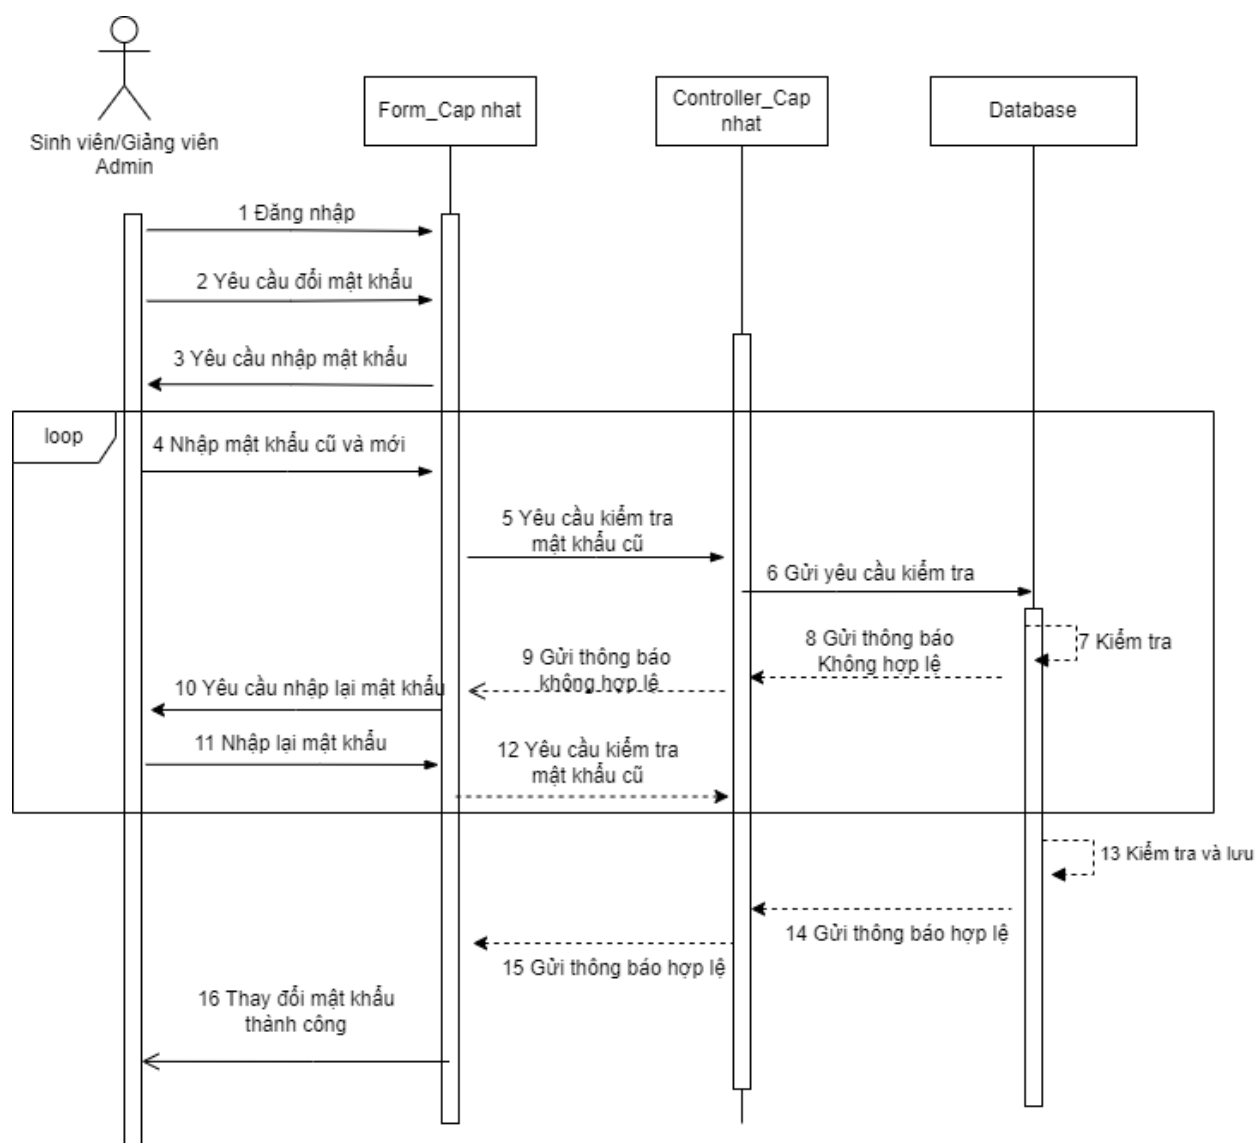 Sinh viên/Giảng viên
Admin
Form_Cap nhat
Controller_Cap
nhat
Database
1 Đăng nhập
2 Yêu cầu đổi mật khẩu
3 Yêu cầu nhập mật khẩu
loop
4 Nhập mật khẩu cũ và mới
5 Yêu cầu kiểm tra
mật khẩu cũ
6 Gửi yêu cầu kiểm tra
7 Kiểm tra
8 Gửi thông báo
Không hợp lệ
9 Gửi thông báo
không hợp lệ
10 Yêu cầu nhập lại mật khẩu
11 Nhập lại mật khẩu
12 Yêu cầu kiểm tra
mật khẩu cũ
13 Kiểm tra và lưu
14 Gửi thông báo hợp lệ
15 Gửi thông báo hợp lệ
16 Thay đổi mật khẩu
thành công